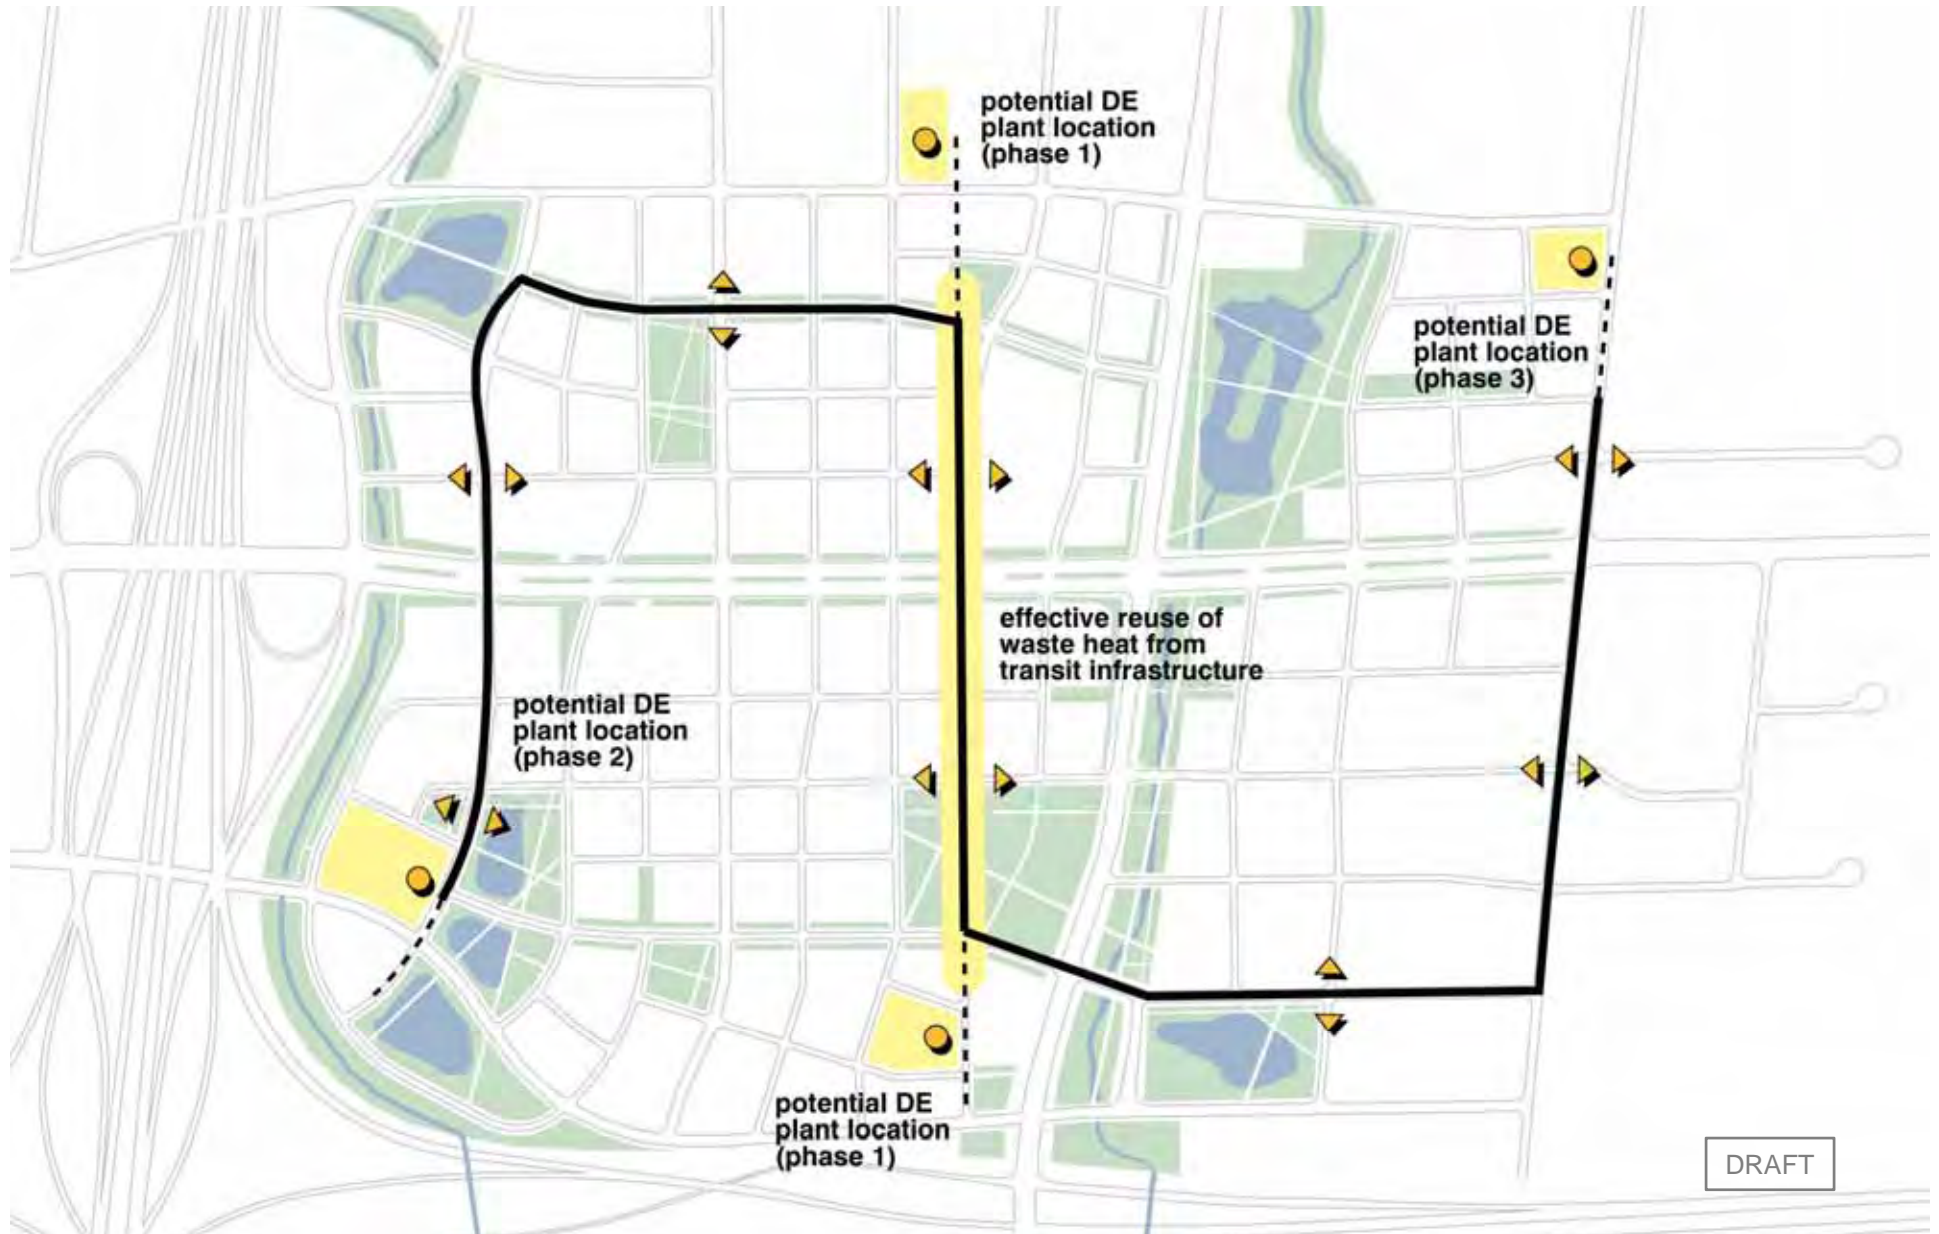 potential DE
plant location
(phase 1)
potential DE
plant location
(phase 3)
effective reuse of
waste heat from
transit infrastructure
potential DE
plant location
(phase 2)
potential DE
plant location
(phase 1)
DRAFT